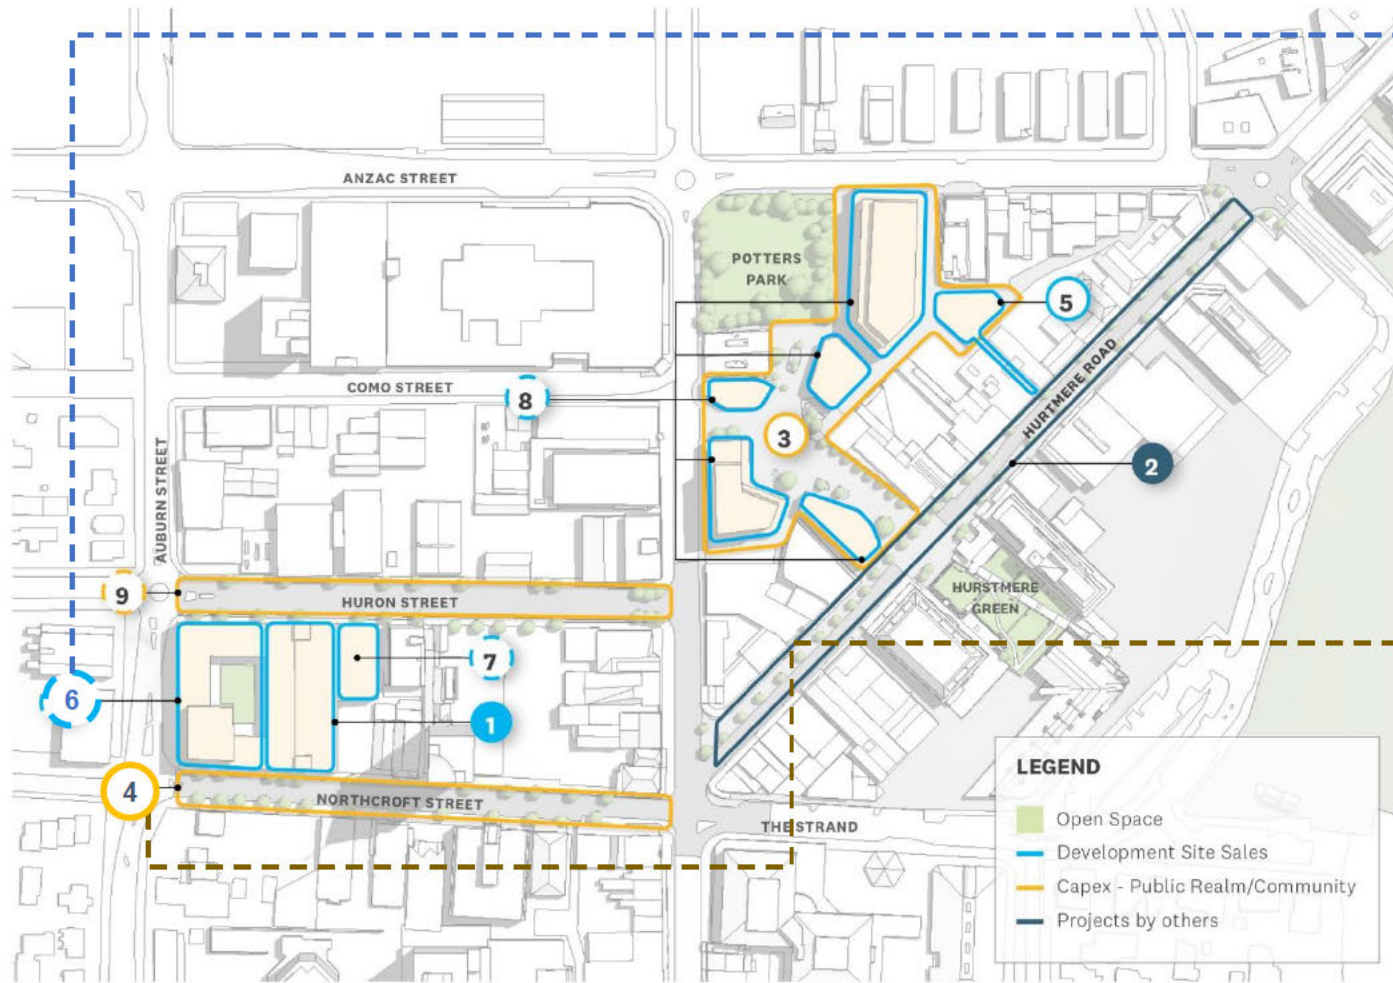 ANZAC STREET
POTTERS
PARK
5
COMO STREET
8
HURTMERE ROAD
3
2
AUBURN STREET
HURSTMERE
GREEN
9
HURON STREET
7
6
1
4
NORTHCROFT STREET
THE STRAND
LEGEND
Open Space
Development Site Sales
Capex - Public Realm/Community
Projects by others